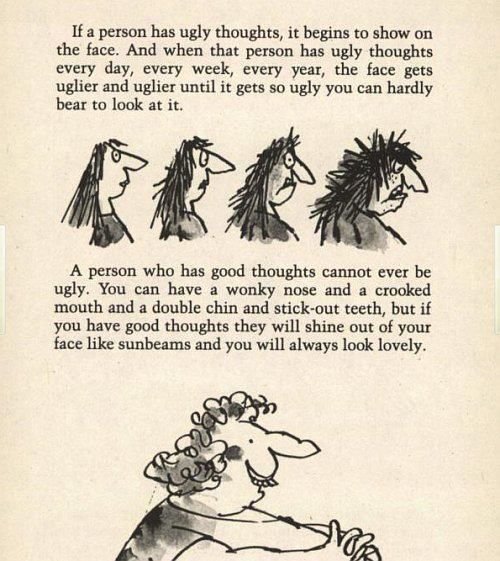 If a person has ugly thoughts, it begins to show on
the face. And when that person has ugly thoughts
every day, every week, every year, the face gets
uglier and uglier until it gets so ugly you can hardly
bear to look at it.
A person who has good thoughts cannot ever be
ugly. You can have a wonky nose and a crooked
mouth and a double chin and stick-out teeth, but if
you have good thoughts they will shine out of your
face like sunbeams and you will always look lovely.